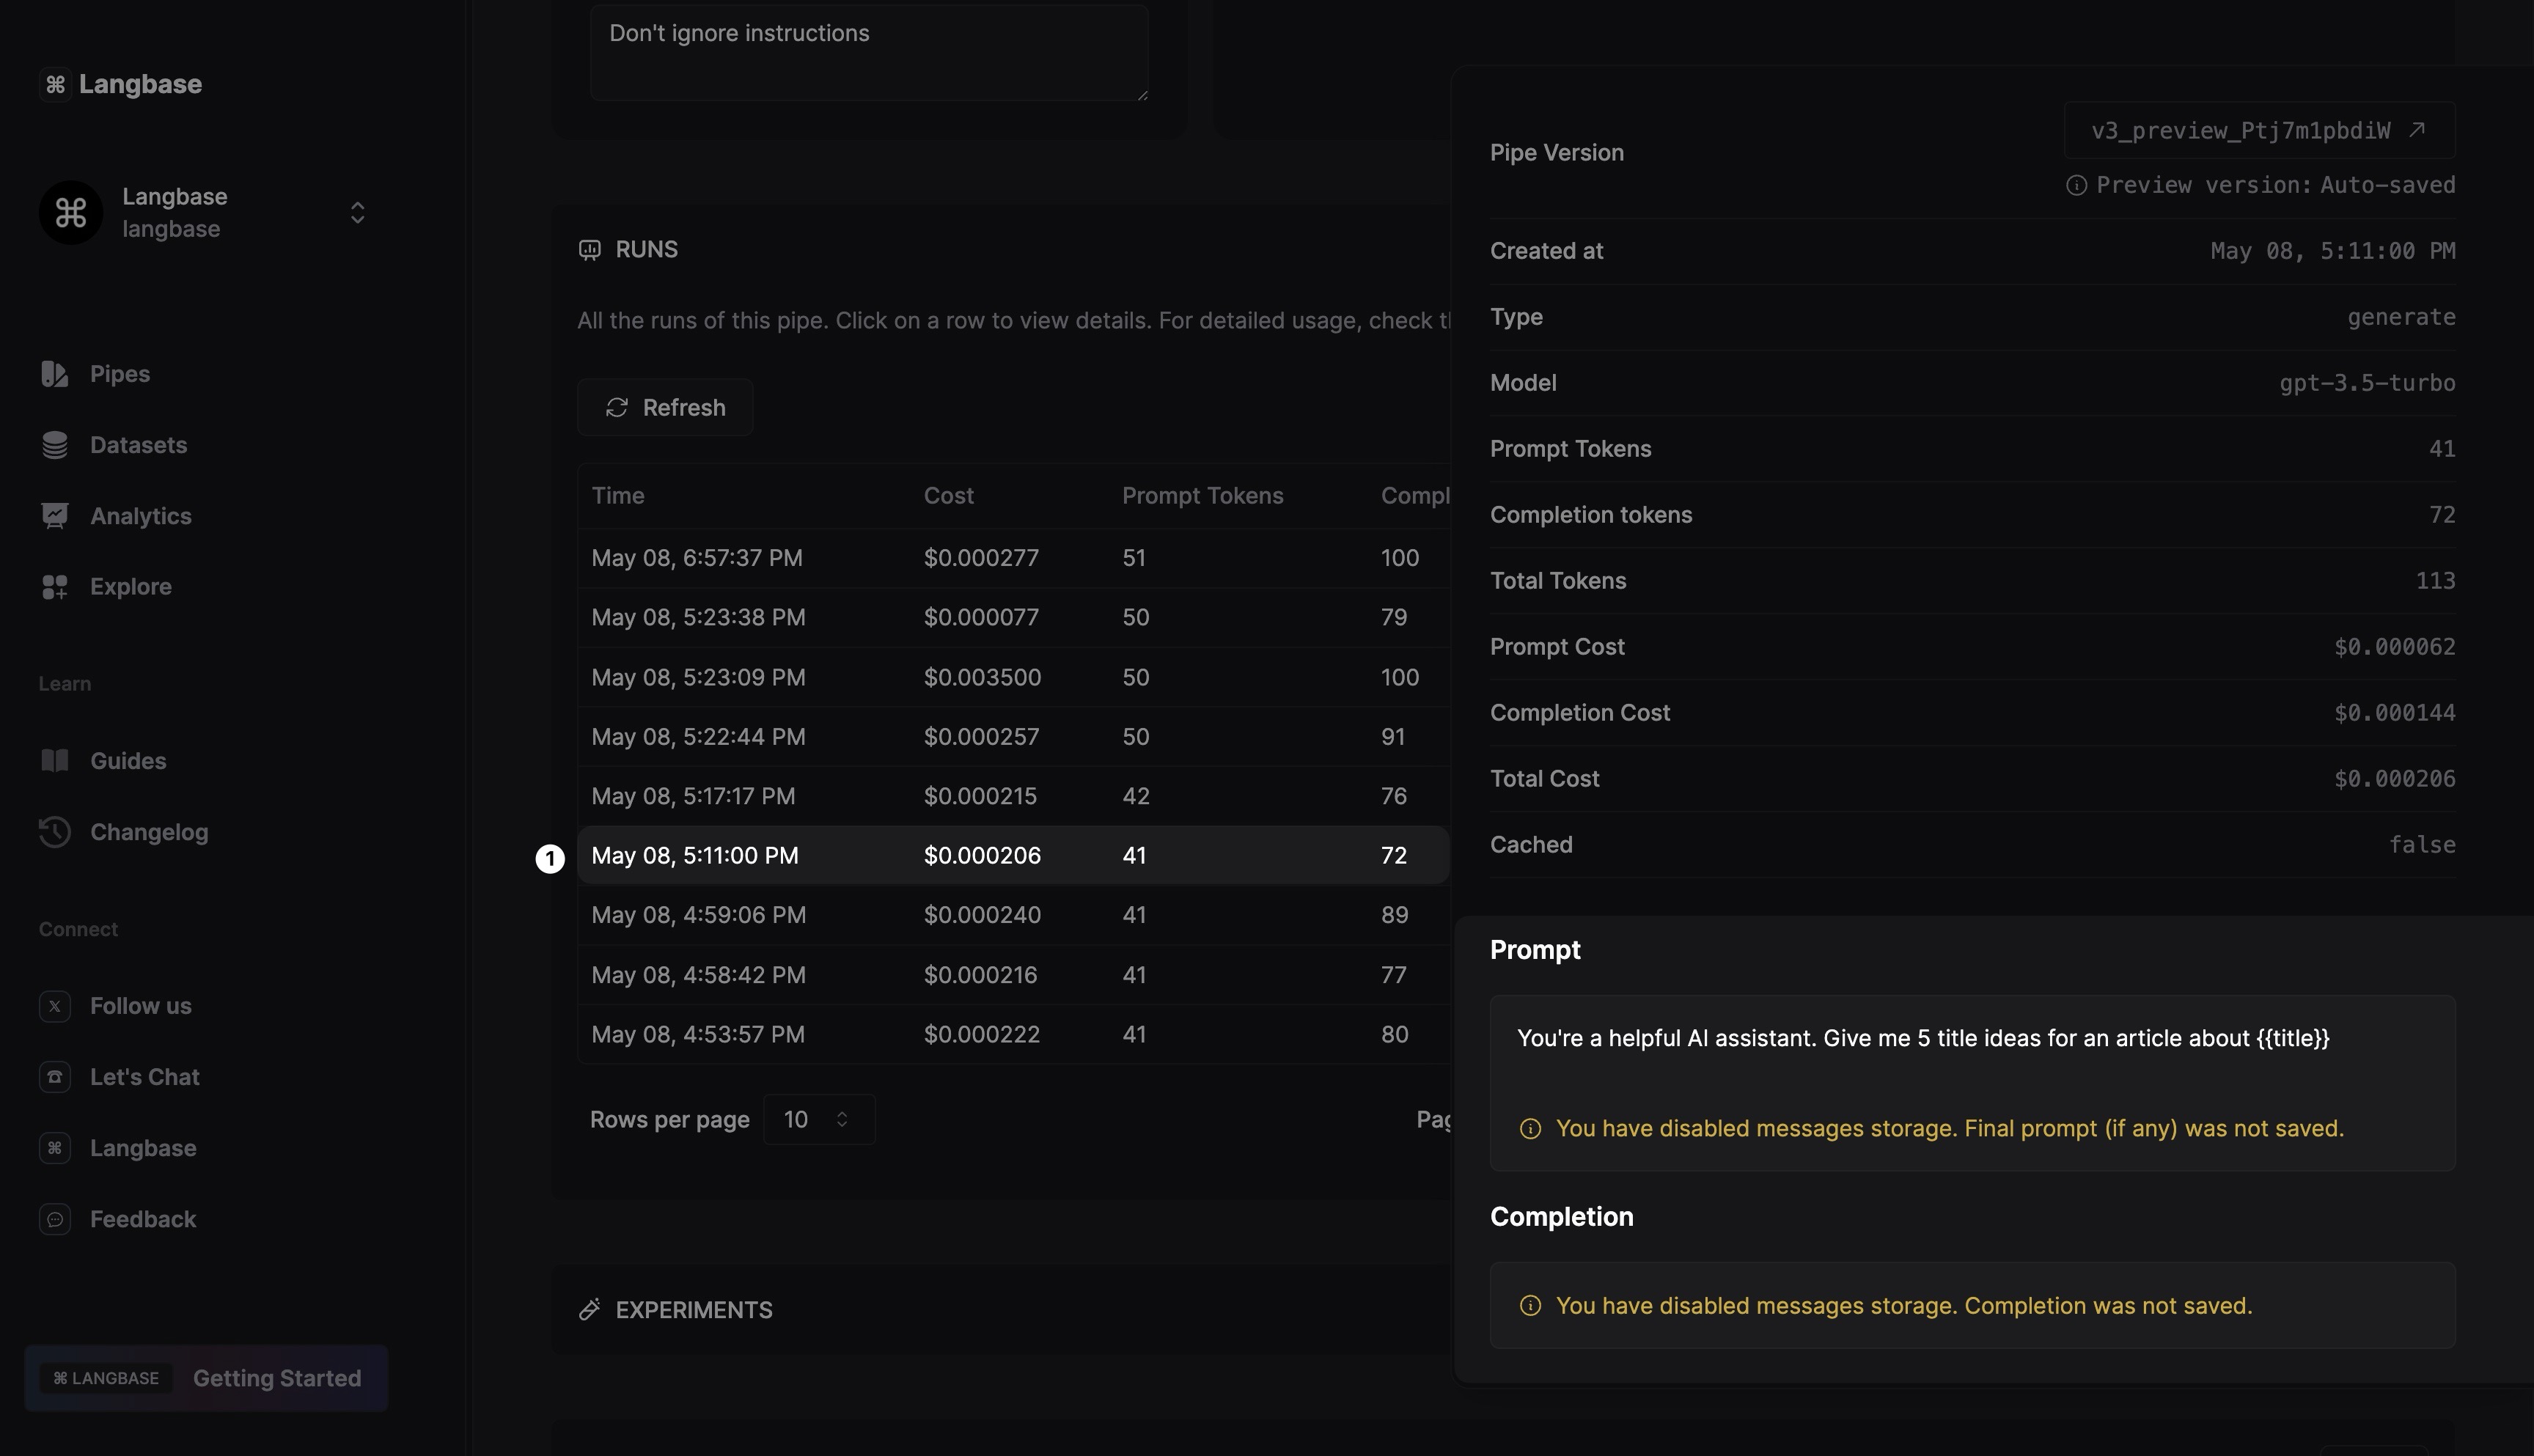 Langbase
Langbase
langbase
Pipes
Datasets
Analytics
Explore
Learn
Guides
Changelog
Connect
Follow us
Let's Chat
Langbase
Feedback
LANGBASE Getting Started
Don't ignore instructions
RUNS
All the runs of this pipe. Click on a row to view details. For detailed usage, check
Refresh
Time Cost Prompt Tokens Compl
May 08, 6:57:37 PM $0.000277 51 100
May 08, 5:23:38 PM $0.000077 50 79
May 08, 5:23:09 PM $0.003500 50 100
May 08, 5:22:44 PM $0.000257 50 91
May 08, 5:17:17 PM $0.000215 42 76
1 May 08, 5:11:00 PM $0.000206 41 72
May 08, 4:59:06 PM $0.000240 41 89
May 08, 4:58:42 PM $0.000216 41 77
May 08, 4:53:57 PM $0.000222 41 80
Rows per page 10 Pag
EXPERIMENTS
Pipe Version v3_preview_Ptj7m1pbdiW
Preview version: Auto-saved
Created at May 08, 5:11:00 PM
Type generate
Model gpt-3.5-turbo
Prompt Tokens 41
Completion tokens 72
Total Tokens 113
Prompt Cost $0.000062
Completion Cost $0.000144
Total Cost $0.000206
Cached false
Prompt
You're a helpful AI assistant. Give me 5 title ideas for an article about {{title}}
You have disabled messages storage. Final prompt (if any) was not saved.
Completion
You have disabled messages storage. Completion was not saved.